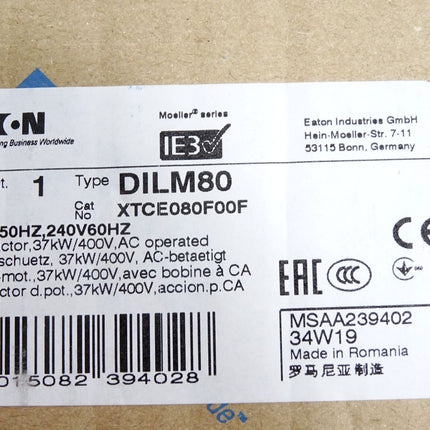 Moeller® series
Eaton Industries GmbH
Hein-Moeller-Str. 7-11
53115 Bonn, Germany
ng Business Worldwide
IE3
1 Type DILM80
Cat No XTCE080F00F
50HZ,240V60HZ
actor,37kW/400V,AC operated
schuetz, 37kW/400V, AC-betaetigt
-mot.,37kW/400V,avec bobine à CA
ctor d.pot.,37kW/400V,accion.p.CA
CE
EAC
CCC
MSAA239402
34W19
Made in Romania
罗马尼亚制造
015082 394028